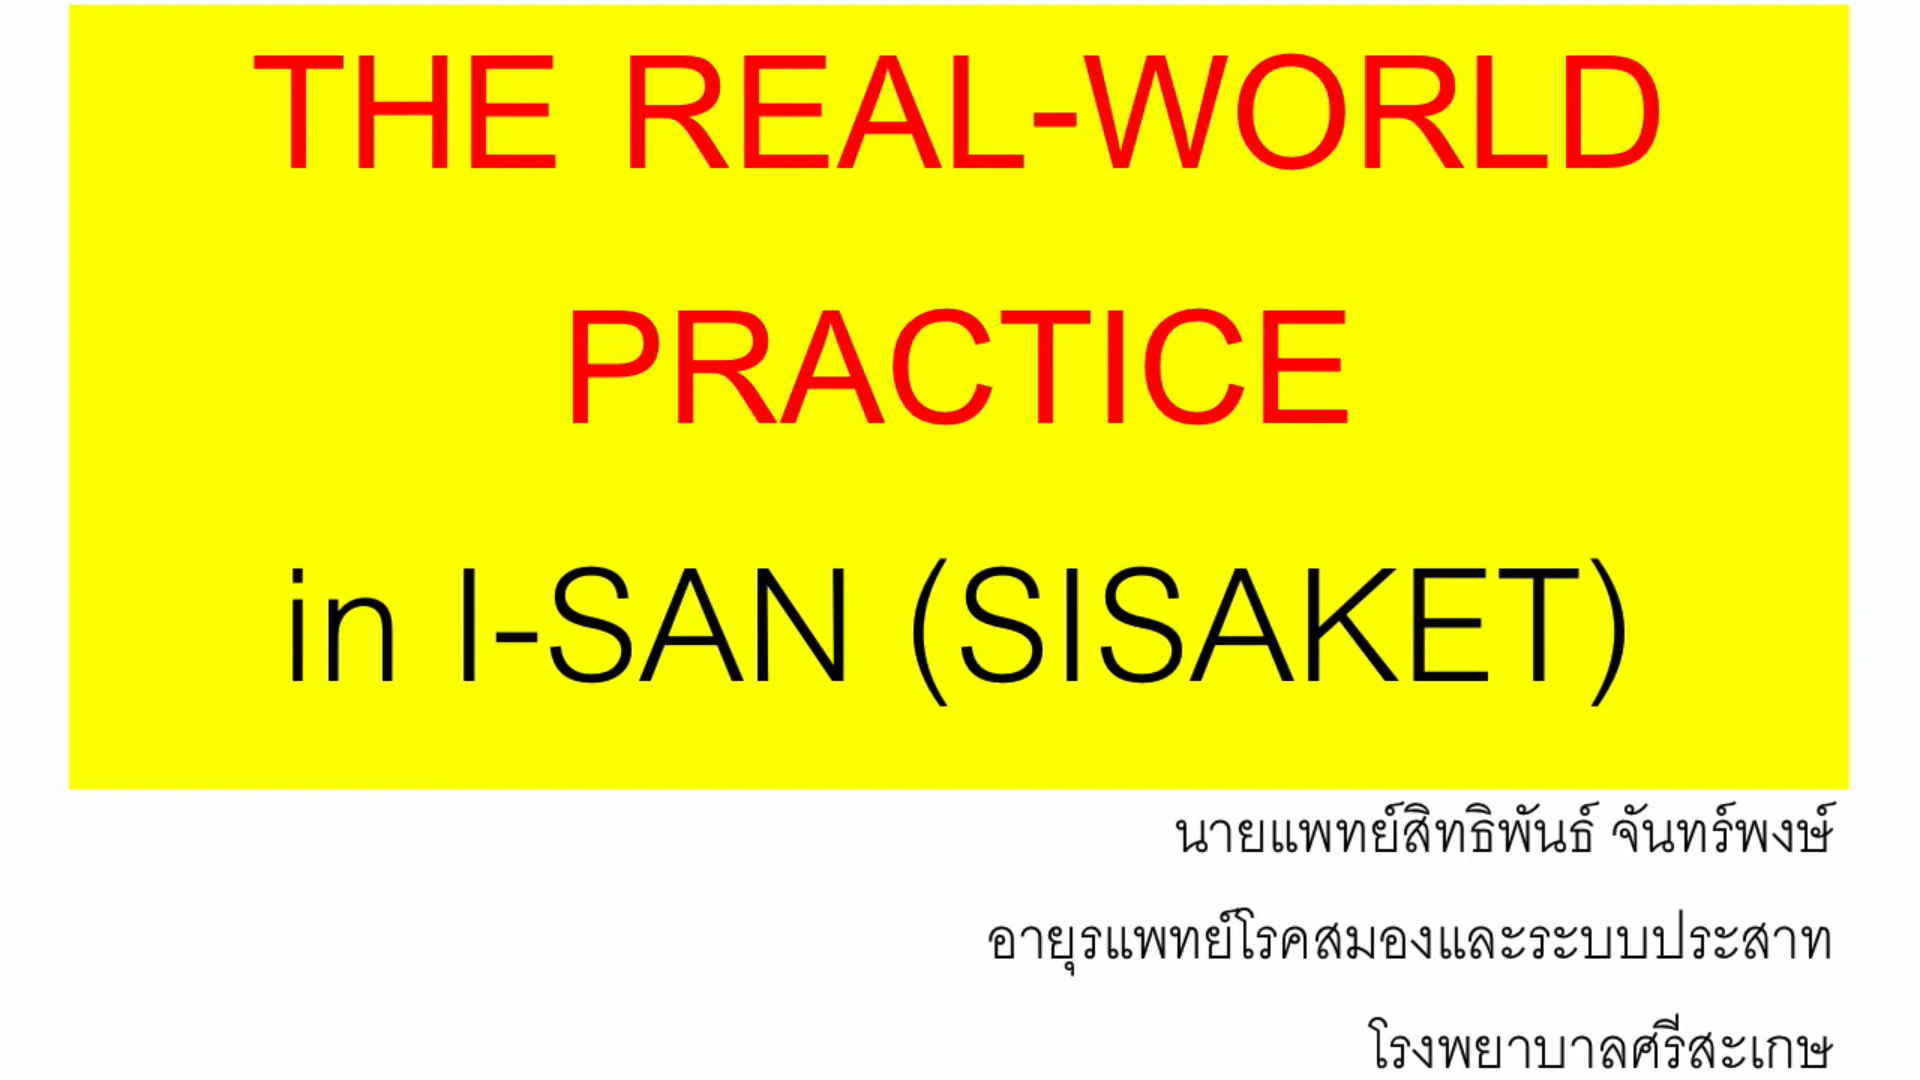 THE REAL-WORLD
PRACTICE
in I-SAN (SISAKET)
นายแพทย์สิทธิพันธ์ จันทร์พงษ์
อายุรแพทย์โรคสมองและระบบประสาท
โรงพยาบาลศรีสะเกษ